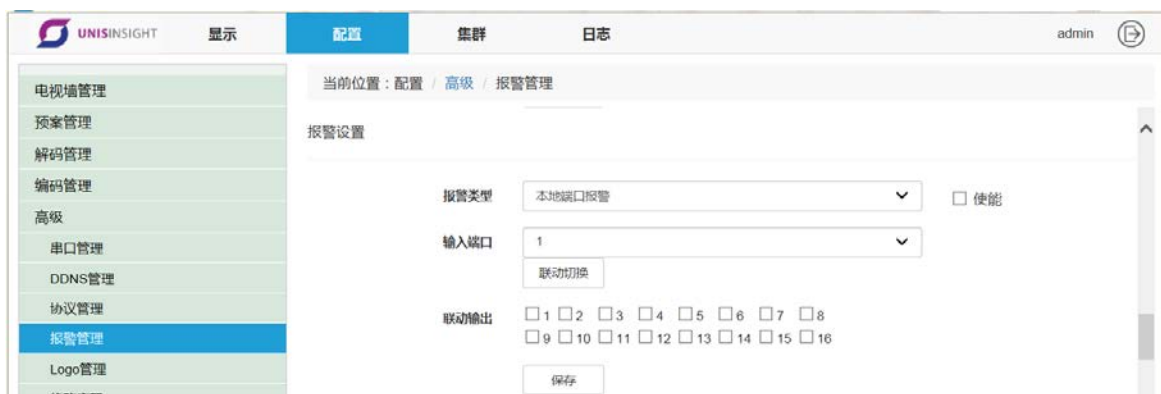 UNISINSIGHT 显示 配置 集群 日志 admin
电视墙管理
预案管理
解码管理
编码管理
高级
串口管理
DDNS管理
协议管理
报警管理
Logo管理
当前位置：配置 / 高级 / 报警管理
报警设置
报警类型 本地端口报警 使能
输入端口 1
联动切换
联动输出 1 2 3 4 5 6 7 8
9 10 11 12 13 14 15 16
保存